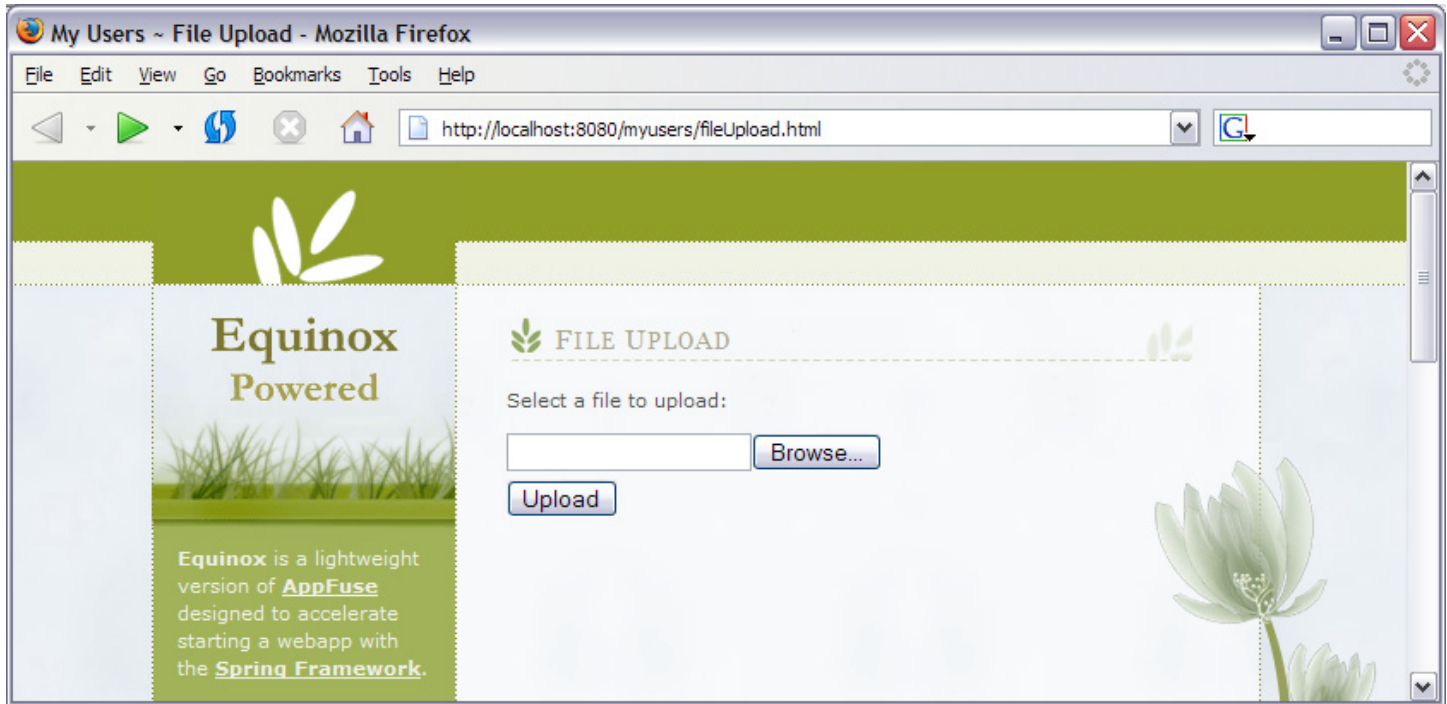 My Users ~ File Upload - Mozilla Firefox
File Edit View Go Bookmarks Tools Help
http://localhost:8080/myusers/fileUpload.html
G
Equinox
Powered
FILE UPLOAD
Select a file to upload:
Browse...
Upload
Equinox is a lightweight
version of AppFuse
designed to accelerate
starting a webapp with
the Spring Framework.